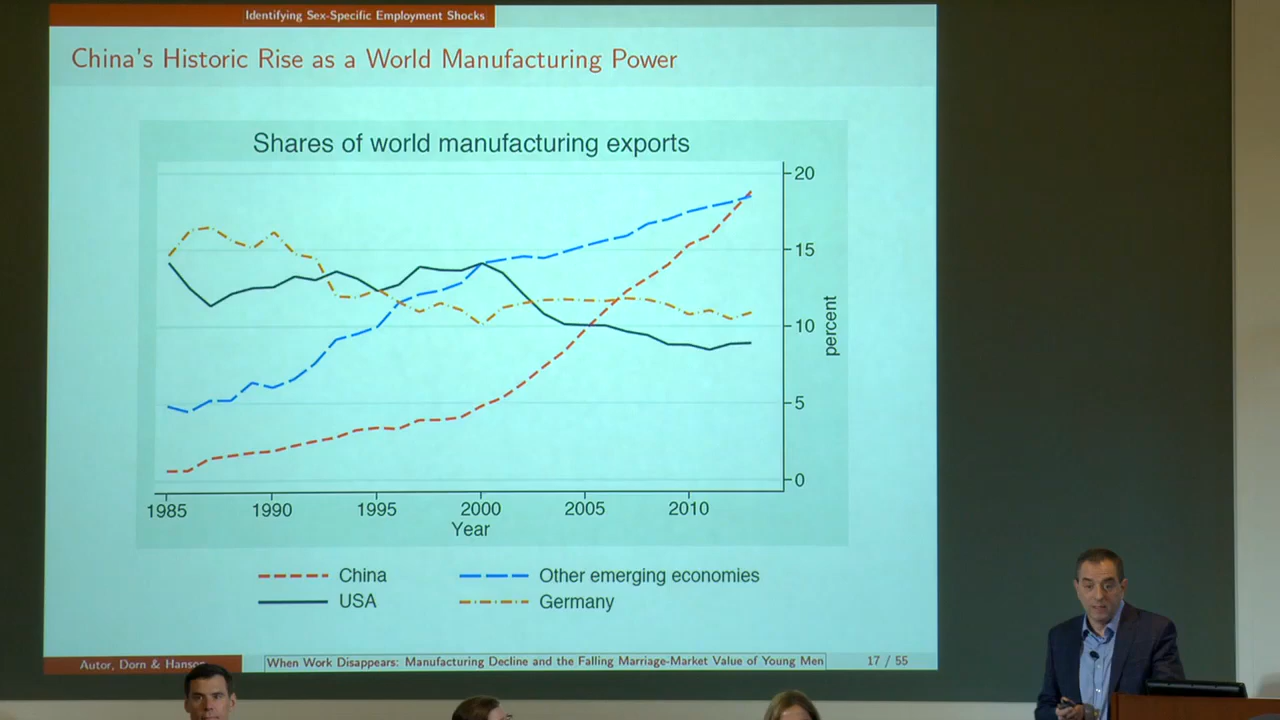 Identifying Sex-Specific Employment Shocks
China's Historic Rise as a World Manufacturing Power
Shares of world manufacturing exports
20
15
10
5
0
percent
1985 1990 1995 2000 2005 2010
Year
China Other emerging economies
USA Germany
Autor, Dorn & Hanson When Work Disappears: Manufacturing Decline and the Falling Marriage-Market Value of Young Men 17 / 55